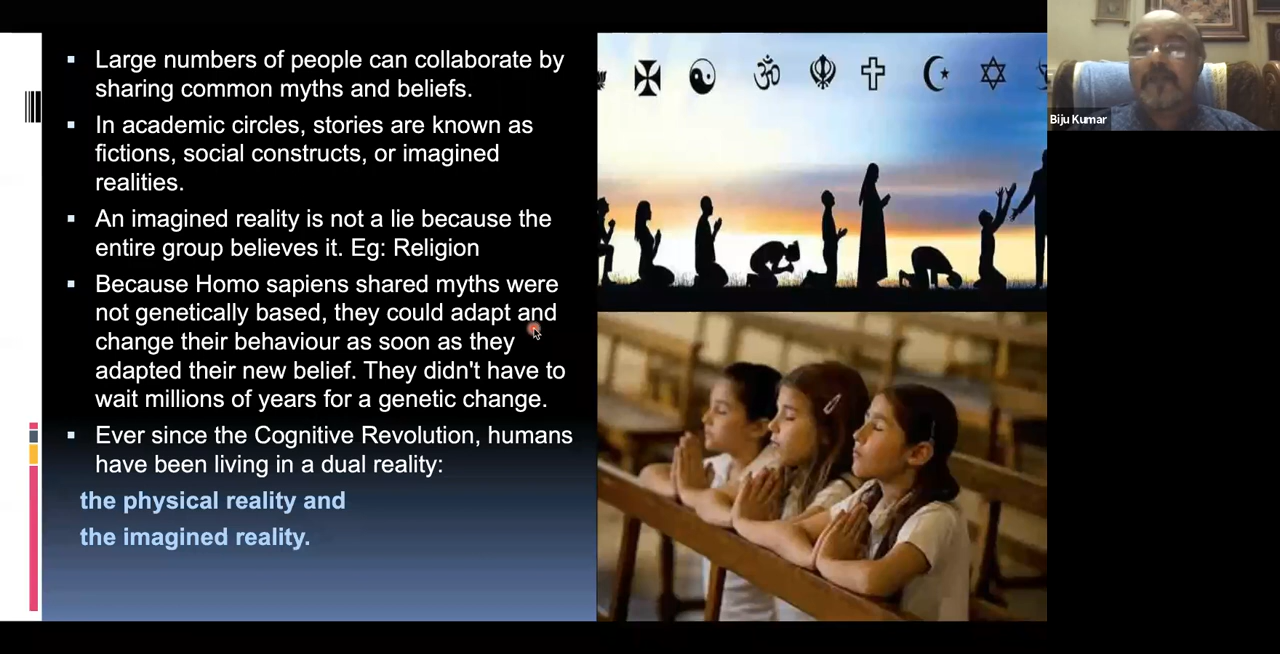 Large numbers of people can collaborate by
sharing common myths and beliefs.
In academic circles, stories are known as
fictions, social constructs, or imagined
realities.
An imagined reality is not a lie because the
entire group believes it. Eg: Religion
Because Homo sapiens shared myths were
not genetically based, they could adapt and
change their behaviour as soon as they
adapted their new belief. They didn't have to
wait millions of years for a genetic change.
Ever since the Cognitive Revolution, humans
have been living in a dual reality:
the physical reality and
the imagined reality.
Biju Kumar